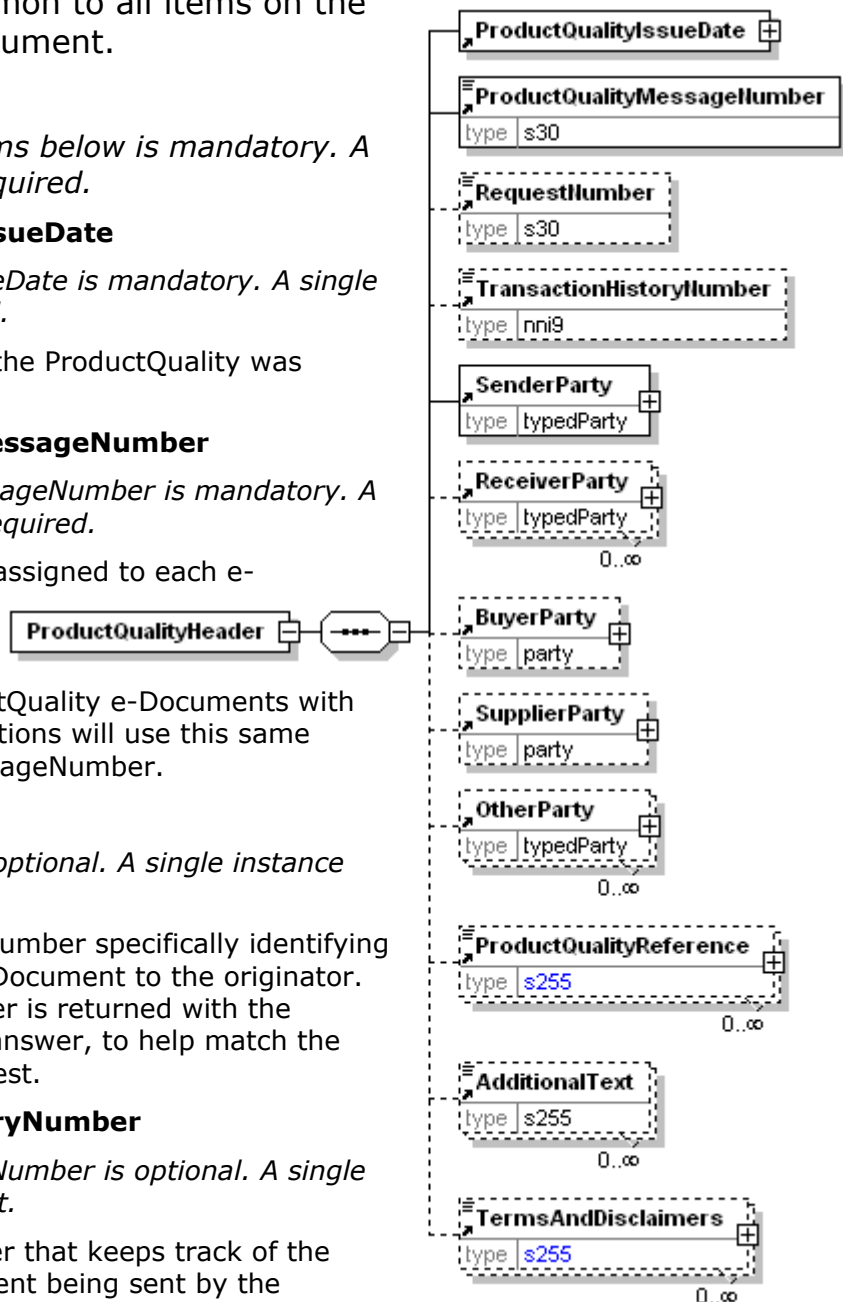 mon to all items on the
ument.
ms below is mandatory. A
quired.
sueDate
eDate is mandatory. A single
.
the ProductQuality was
essageNumber
ageNumber is mandatory. A
equired.
assigned to each e-
tQuality e-Documents with
tions will use this same
ageNumber.
optional. A single instance
umber specifically identifying
Document to the originator.
er is returned with the
answer, to help match the
est.
ryNumber
Number is optional. A single
t.
er that keeps track of the
ent being sent by the
ProductQualityHeader
ProductQualityIssueDate
ProductQualityMessageNumber
type s30
RequestNumber
type s30
TransactionHistoryNumber
type nni9
SenderParty
type typedParty
ReceiverParty
type typedParty
0..∞
BuyerParty
type party
SupplierParty
type party
OtherParty
type typedParty
0..∞
ProductQualityReference
type s255
0..∞
AdditionalText
type s255
0..∞
TermsAndDisclaimers
type s255
0..∞